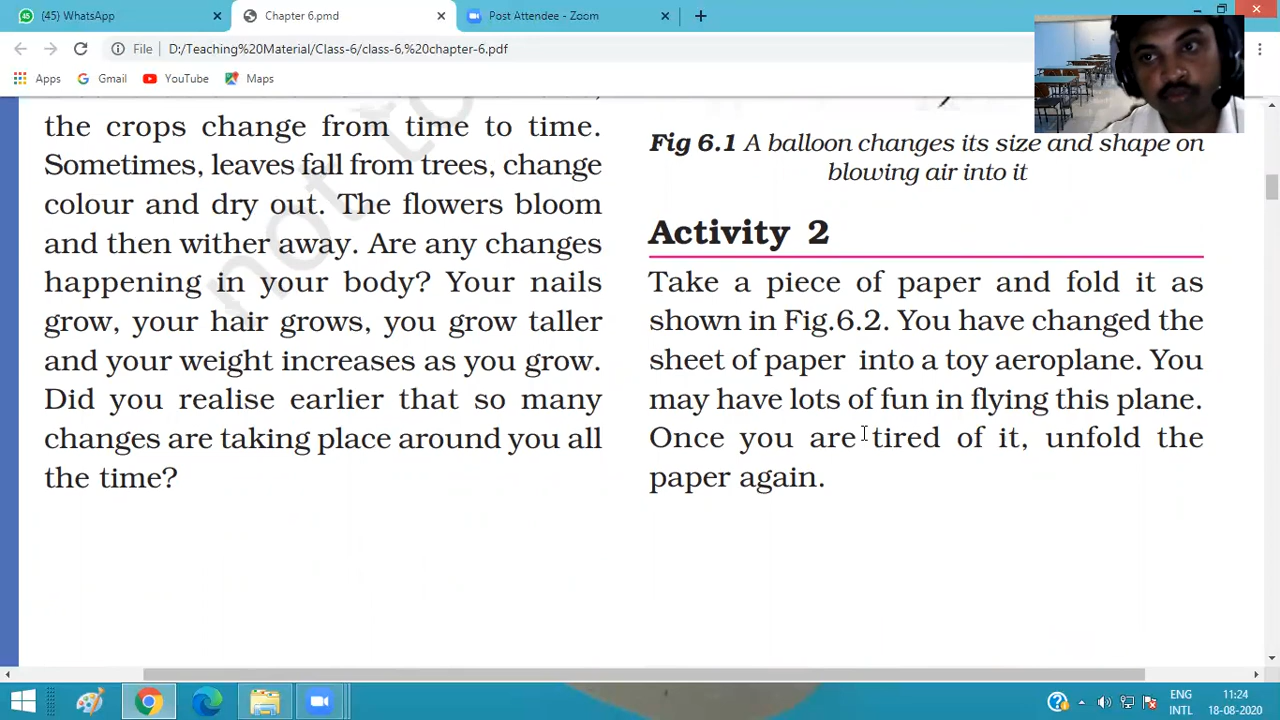 (45) WhatsApp
Chapter 6.pmd
Post Attendee - Zoom
File
D:/Teaching%20Material/Class-6/class-6.%20chapter-6.pdf
Apps
Gmail
YouTube
Maps
not to
the crops change from time to time.
Sometimes, leaves fall from trees, change
colour and dry out. The flowers bloom
and then wither away. Are any changes
happening in your body? Your nails
grow, your hair grows, you grow taller
and your weight increases as you grow.
Did you realise earlier that so many
changes are taking place around you all
the time?
Fig 6.1 A balloon changes its size and shape on
blowing air into it
Activity 2
Take a piece of paper and fold it as
shown in Fig.6.2. You have changed the
sheet of paper into a toy aeroplane. You
may have lots of fun in flying this plane.
Once you are tired of it, unfold the
paper again.
ENG
INTL
11:24
18-08-2020